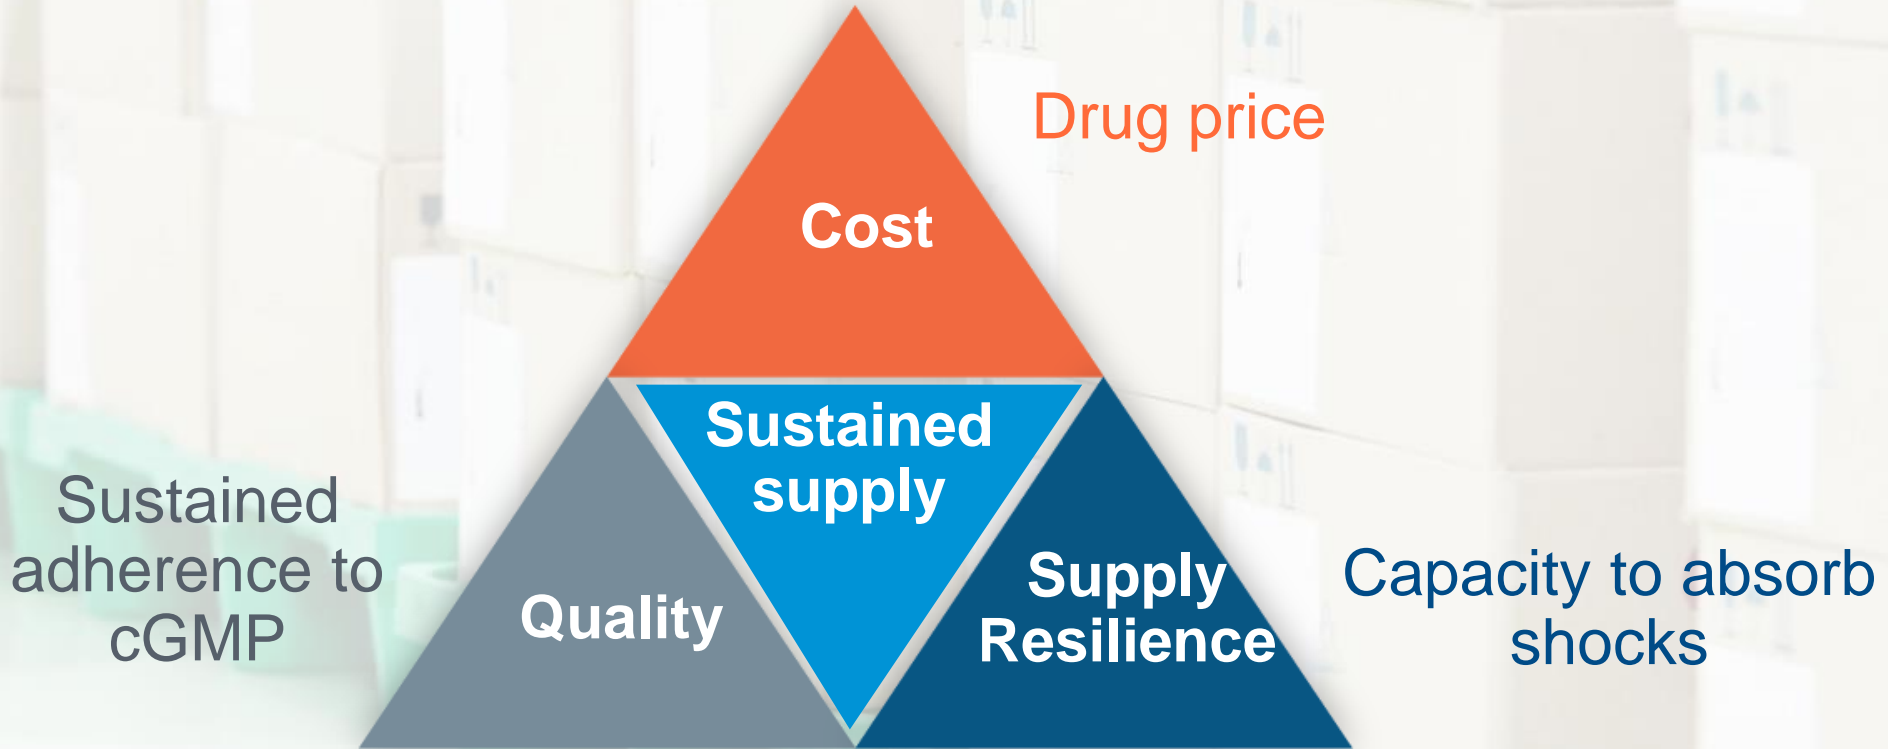 Drug price
Cost
Sustained
supply
Sustained
adherence to
cGMP
Quality
Supply
Resilience
Capacity to absorb
shocks